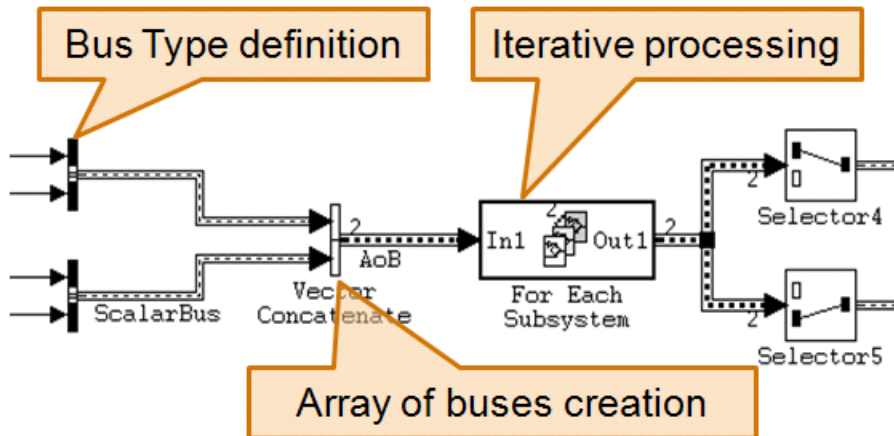 Bus Type definition
Iterative processing
2
In1
2
Out1
2
2
Selector4
AoB
Vector
Concatenate
For Each
Subsystem
ScalarBus
2
Selector5
Array of buses creation